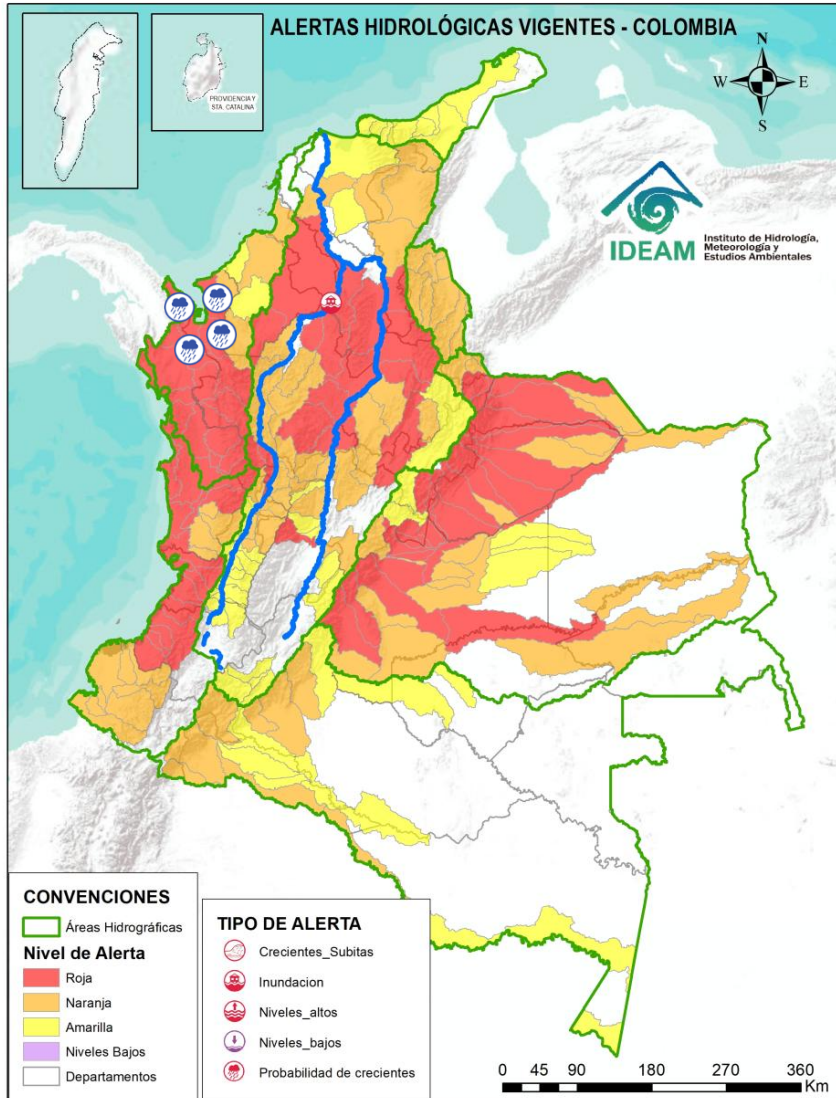 ALERTAS HIDROLÓGICAS VIGENTES - COLOMBIA
PROVIDENCIA Y
STA. CATALINA
N
W
E
S
IDEAM
Instituto de Hidrología,
Meteorología y
Estudios Ambientales
CONVENCIONES
Áreas Hidrográficas
Nivel de Alerta
Roja
Naranja
Amarilla
Niveles Bajos
Departamentos
TIPO DE ALERTA
Crecientes_Subitas
Inundacion
Niveles_altos
Niveles_bajos
Probabilidad de crecientes
0 45 90 180 270 360
Km